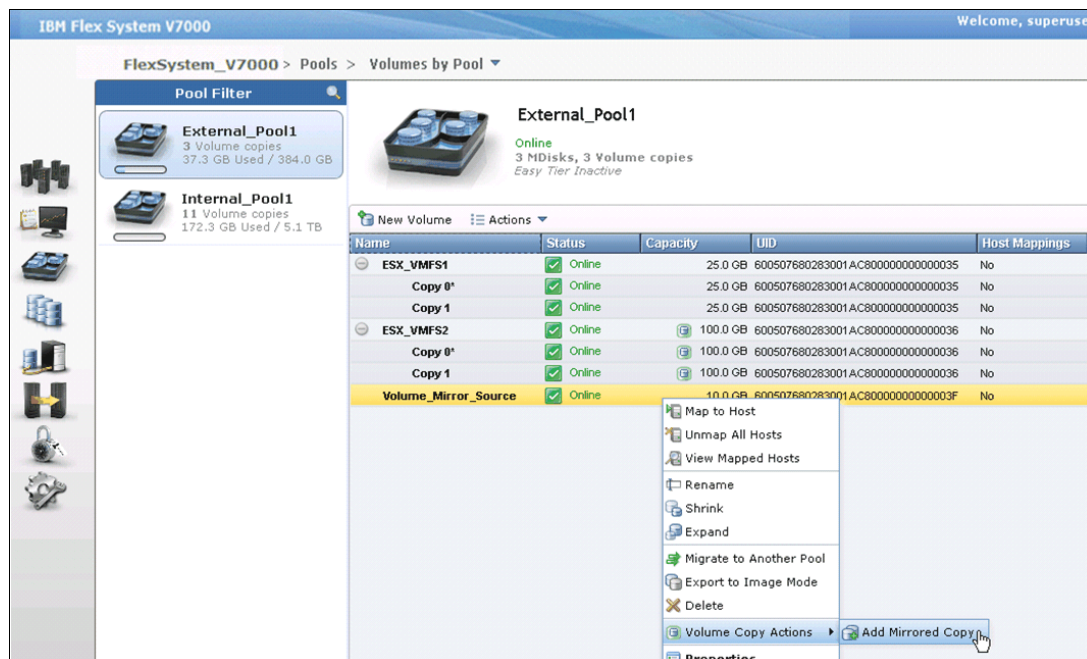 IBM Flex System V7000
Welcome, superuse
FlexSystem_V7000 > Pools > Volumes by Pool
Pool Filter
External_Pool1
3 Volume copies
37.3 GB Used / 384.0 GB
Internal_Pool1
11 Volume copies
172.3 GB Used / 5.1 TB
External_Pool1
Online
3 MDisks, 3 Volume copies
Easy Tier Inactive
New Volume Actions
Name Status Capacity UID Host Mappings
ESX_VMFS1 Online 25.0 GB 600507680283001AC800000000000035 No
Copy 0* Online 25.0 GB 600507680283001AC800000000000035 No
Copy 1 Online 25.0 GB 600507680283001AC800000000000035 No
ESX_VMFS2 Online 100.0 GB 600507680283001AC800000000000036 No
Copy 0* Online 100.0 GB 600507680283001AC800000000000036 No
Copy 1 Online 100.0 GB 600507680283001AC800000000000036 No
Volume_Mirror_Source Online 10.0 GB 600507680283001AC80000000000003F No
Map to Host
Unmap All Hosts
View Mapped Hosts
Rename
Shrink
Expand
Migrate to Another Pool
Export to Image Mode
Delete
Volume Copy Actions
Add Mirrored Copy
Properties